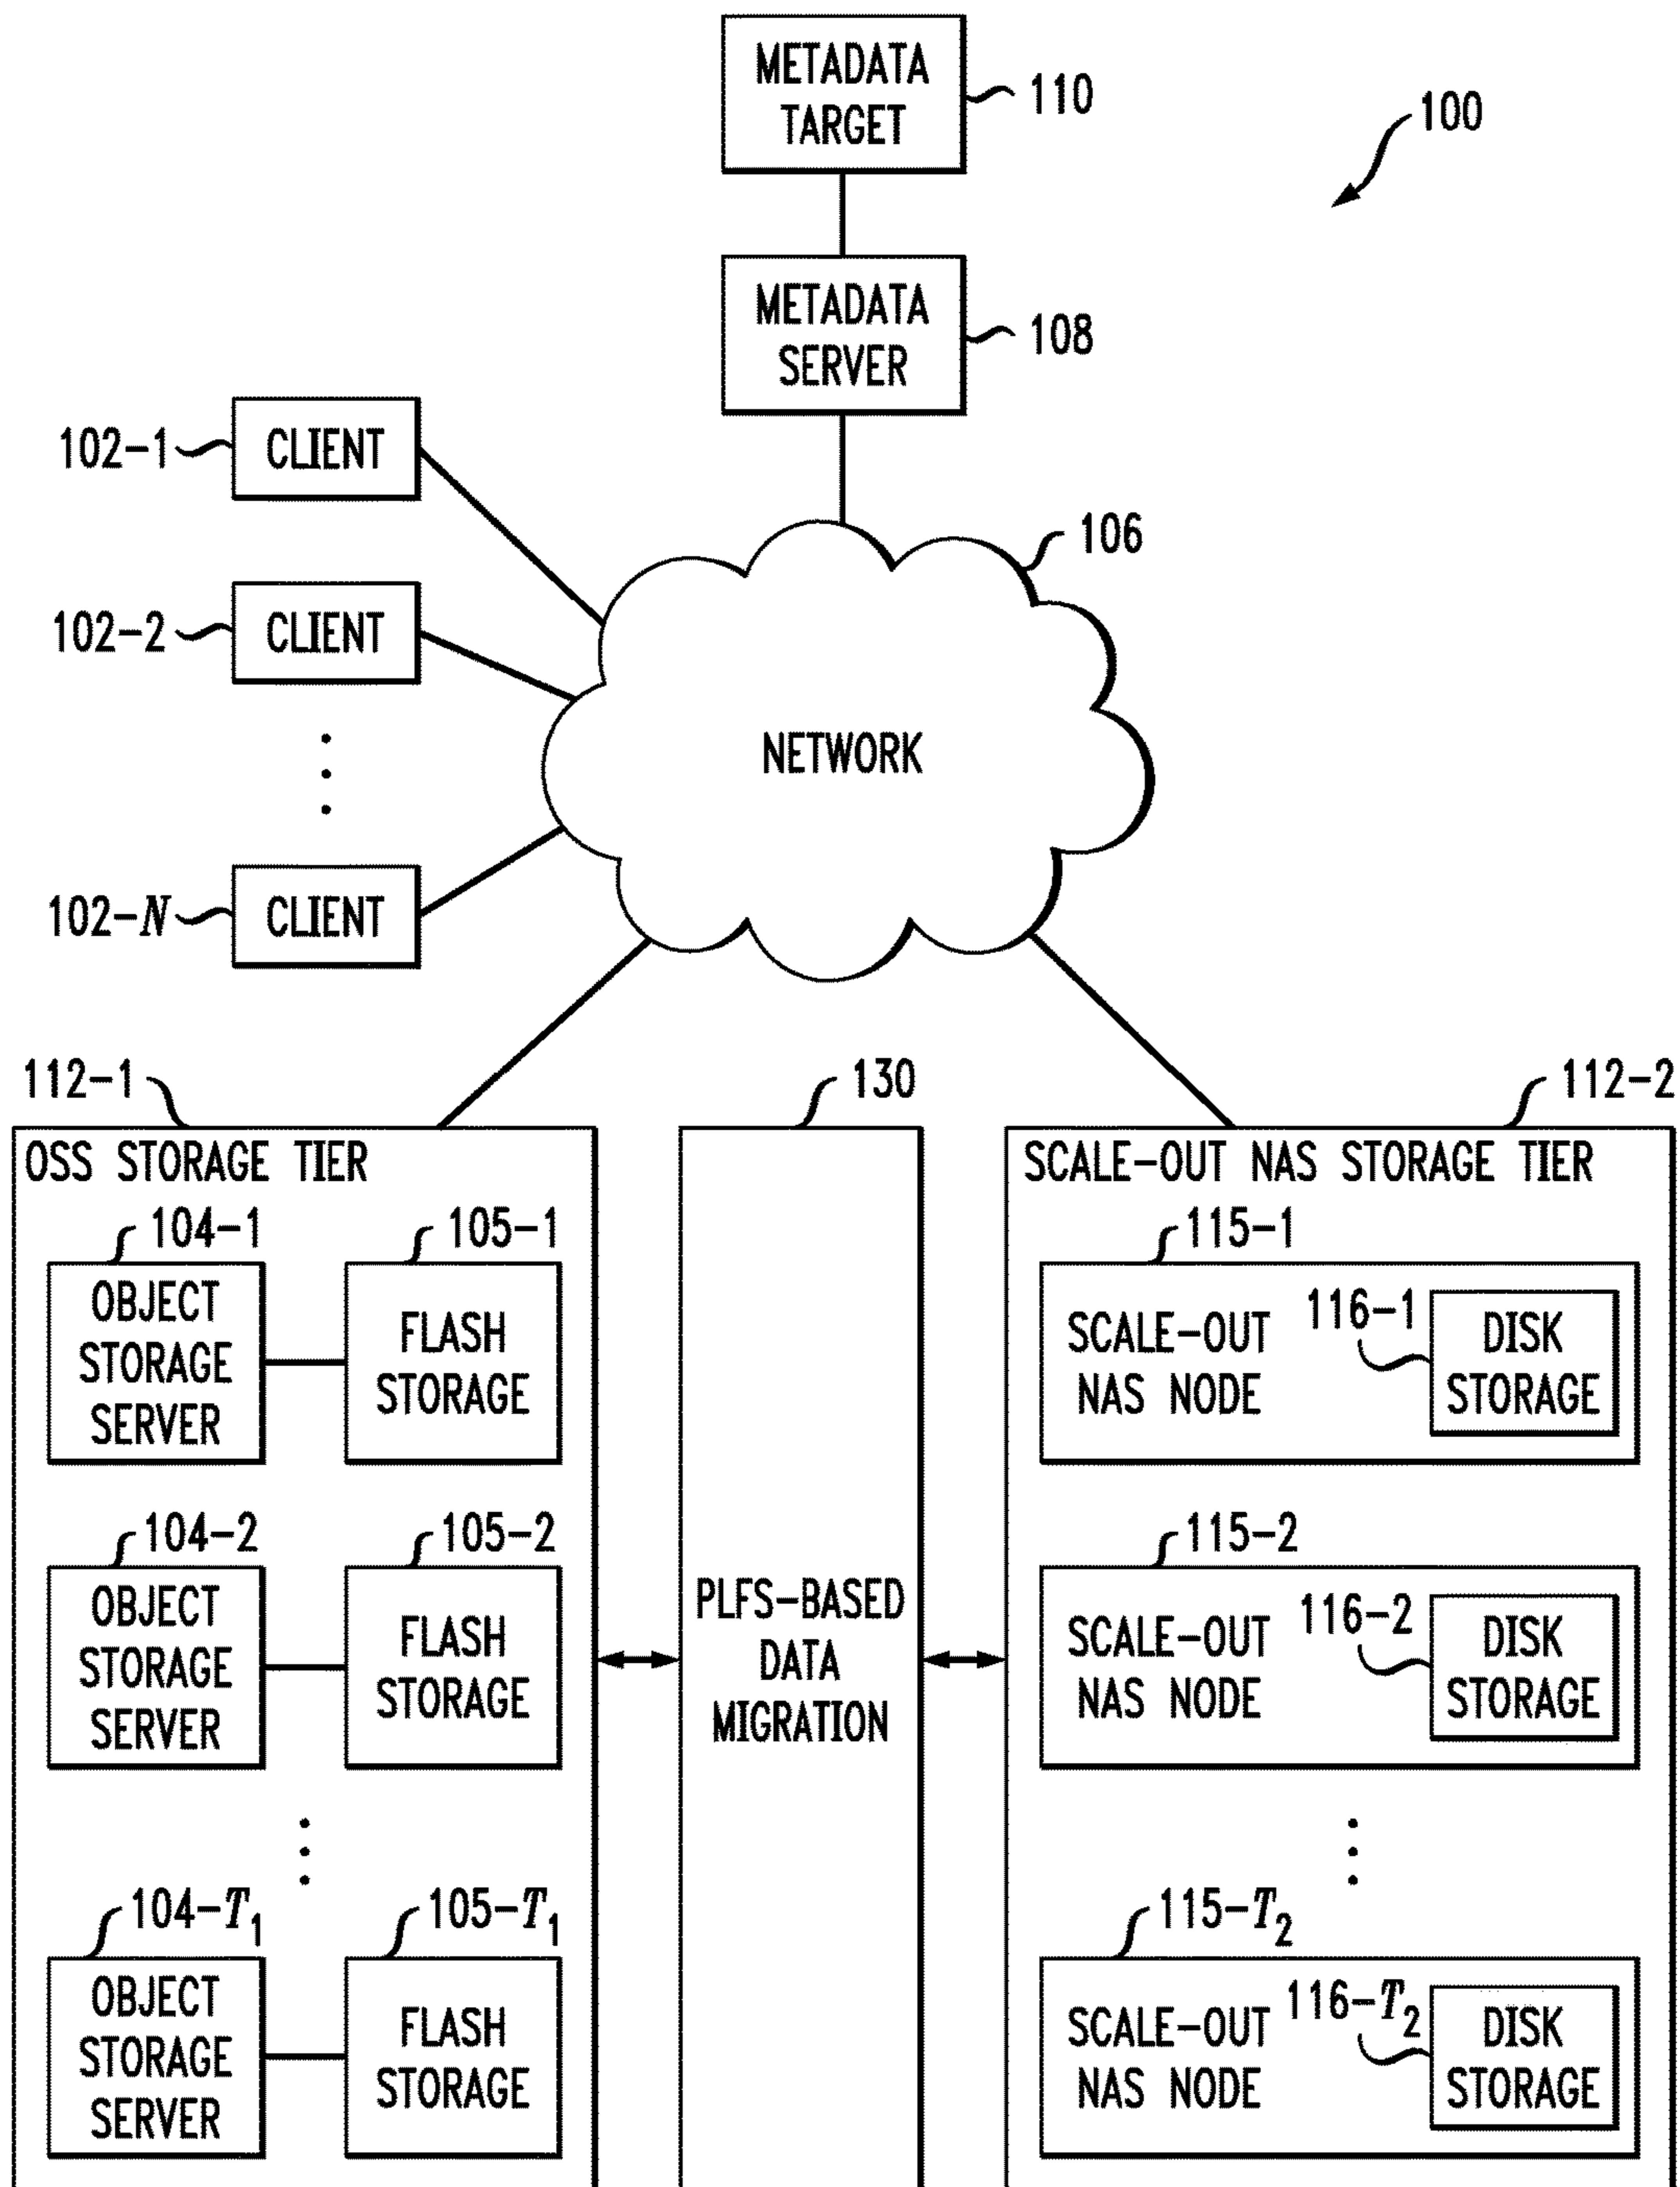 METADATA
TARGET
110
100
METADATA
SERVER
108
102-1
CLIENT
106
102-2
CLIENT
NETWORK
102-N
CLIENT
112-1
130
112-2
OSS STORAGE TIER
SCALE-OUT NAS STORAGE TIER
104-1
105-1
115-1
OBJECT
STORAGE
SERVER
FLASH
STORAGE
SCALE-OUT
NAS NODE
116-1
DISK
STORAGE
104-2
105-2
115-2
OBJECT
STORAGE
SERVER
FLASH
STORAGE
PLFS-BASED
DATA
MIGRATION
SCALE-OUT
NAS NODE
116-2
DISK
STORAGE
104-T₁
105-T₁
115-T₂
OBJECT
STORAGE
SERVER
FLASH
STORAGE
SCALE-OUT
NAS NODE
116-T₂
DISK
STORAGE